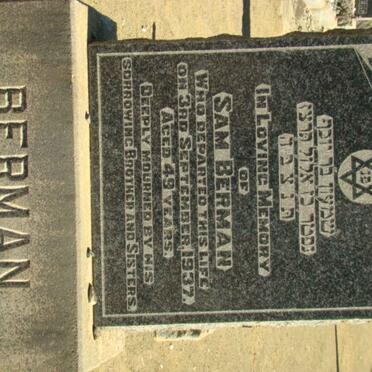 IN LOVING MEMORY
OF
SAM BERMAN
WHO DEPARTED THIS LIFE
ON 3RD SEPTEMBER 1937.
AGED 49 YEARS
DEEPLY MOURNED BY HIS
SORROWING BROTHER AND SISTERS
BERMAN